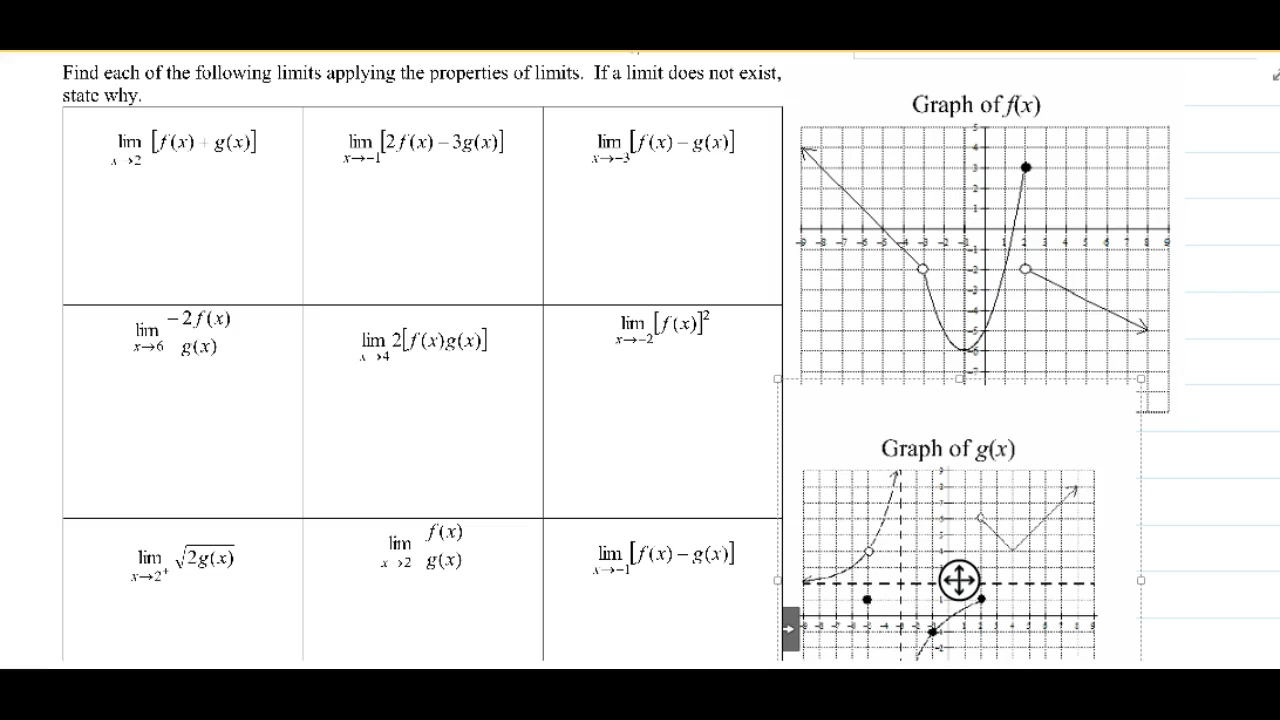 Find each of the following limits applying the properties of limits. If a limit does not exist,
state why.
lim x→2 [f(x) + g(x)]
lim x→-1 [2f(x) – 3g(x)]
lim x→-3 [f(x) – g(x)]
Graph of f(x)
lim x→6 -2f(x) g(x)
lim x→4 2[f(x)g(x)]
lim x→-2 [f(x)]²
Graph of g(x)
lim x→2⁺ √2g(x)
lim x→2 f(x) g(x)
lim x→-1 [f(x) – g(x)]